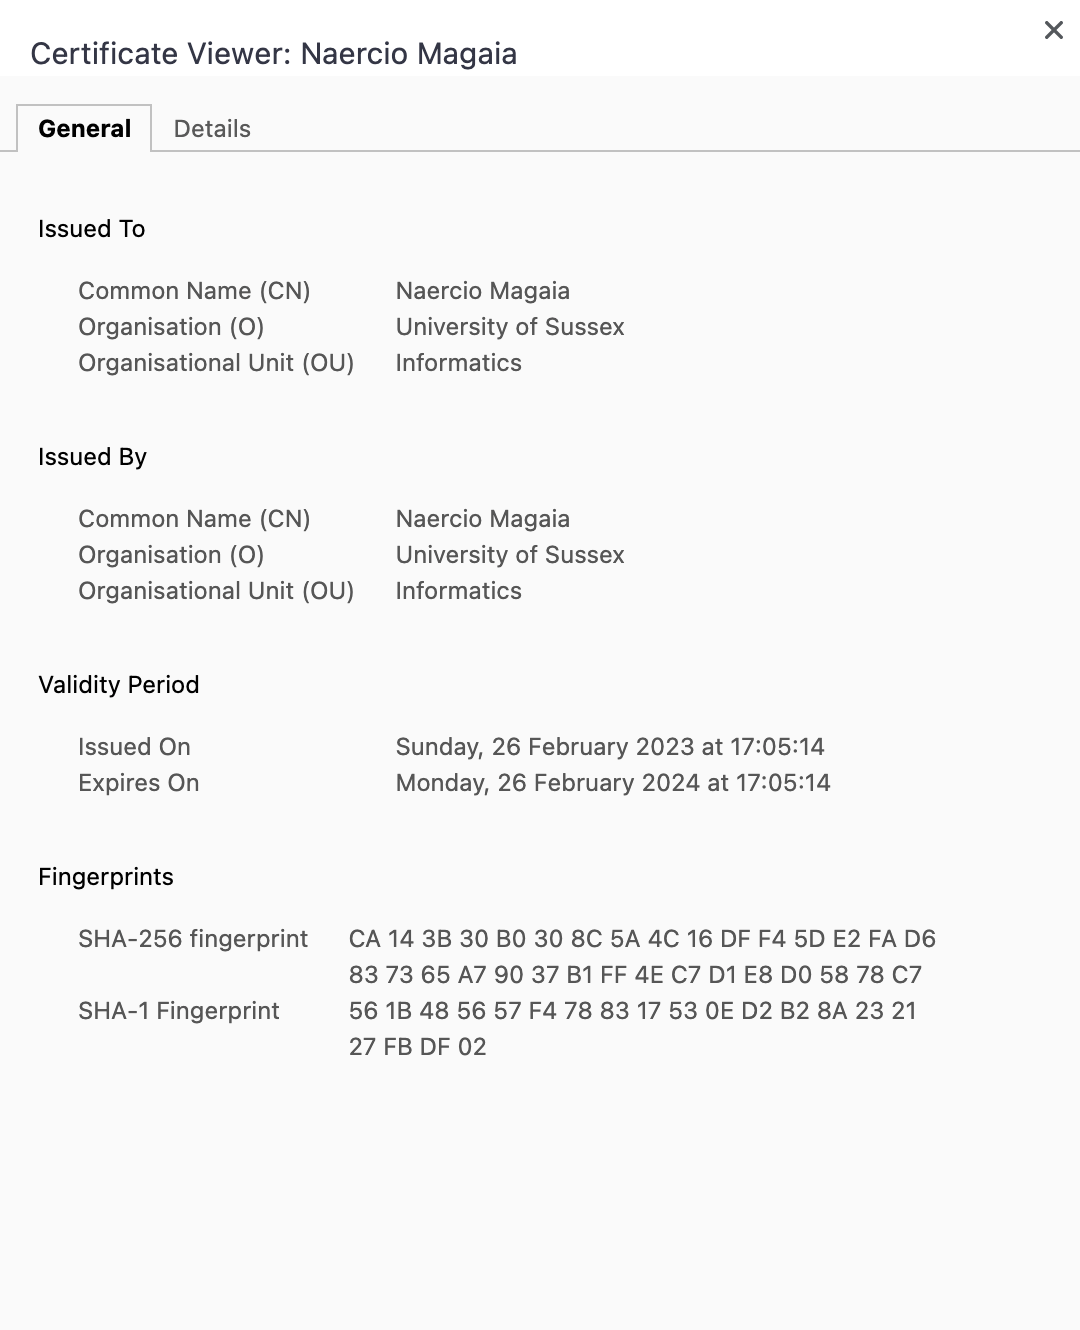 Certificate Viewer: Naercio Magaia
General Details
Issued To
Common Name (CN) Naercio Magaia
Organisation (O) University of Sussex
Organisational Unit (OU) Informatics
Issued By
Common Name (CN) Naercio Magaia
Organisation (O) University of Sussex
Organisational Unit (OU) Informatics
Validity Period
Issued On Sunday, 26 February 2023 at 17:05:14
Expires On Monday, 26 February 2024 at 17:05:14
Fingerprints
SHA-256 fingerprint CA 14 3B 30 B0 30 8C 5A 4C 16 DF F4 5D E2 FA D6
83 73 65 A7 90 37 B1 FF 4E C7 D1 E8 D0 58 78 C7
SHA-1 Fingerprint 56 1B 48 56 57 F4 78 83 17 53 0E D2 B2 8A 23 21
27 FB DF 02